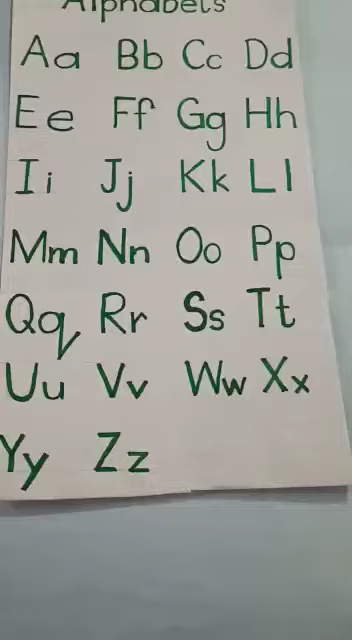 Alphabets
Aa Bb Cc Dd
Ee Ff Gg Hh
Ii Jj Kk Ll
Mm Nn Oo Pp
Qq Rr Ss Tt
Uu Vv Ww Xx
Yy Zz